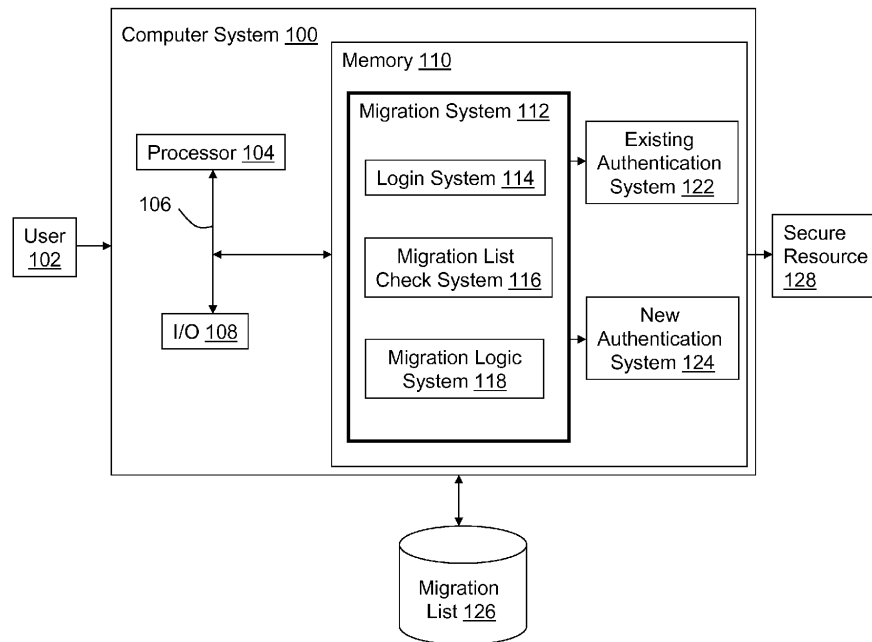 Computer System 100
Memory 110
Migration System 112
Processor 104
Existing
Authentication
System 122
Login System 114
106
User
102
Migration List
Check System 116
Secure
Resource
128
I/O 108
New
Authentication
System 124
Migration Logic
System 118
Migration
List 126